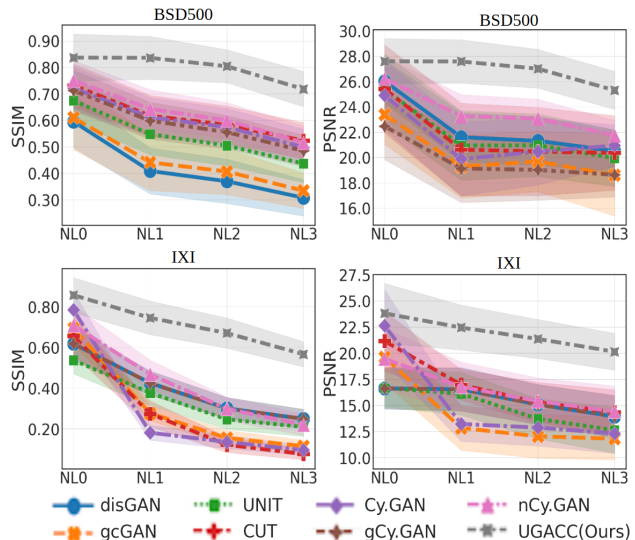 BSD500
BSD500
SSIM
0.90
0.80
0.70
0.60
0.50
0.40
0.30
NL0 NL1 NL2 NL3
PSNR
28.0
26.0
24.0
22.0
20.0
18.0
16.0
NL0 NL1 NL2 NL3
IXI
IXI
SSIM
0.80
0.60
0.40
0.20
NL0 NL1 NL2 NL3
PSNR
27.5
25.0
22.5
20.0
17.5
15.0
12.5
10.0
NL0 NL1 NL2 NL3
disGAN UNIT Cy.GAN nCy.GAN
gcGAN CUT gCy.GAN UGACC(Ours)